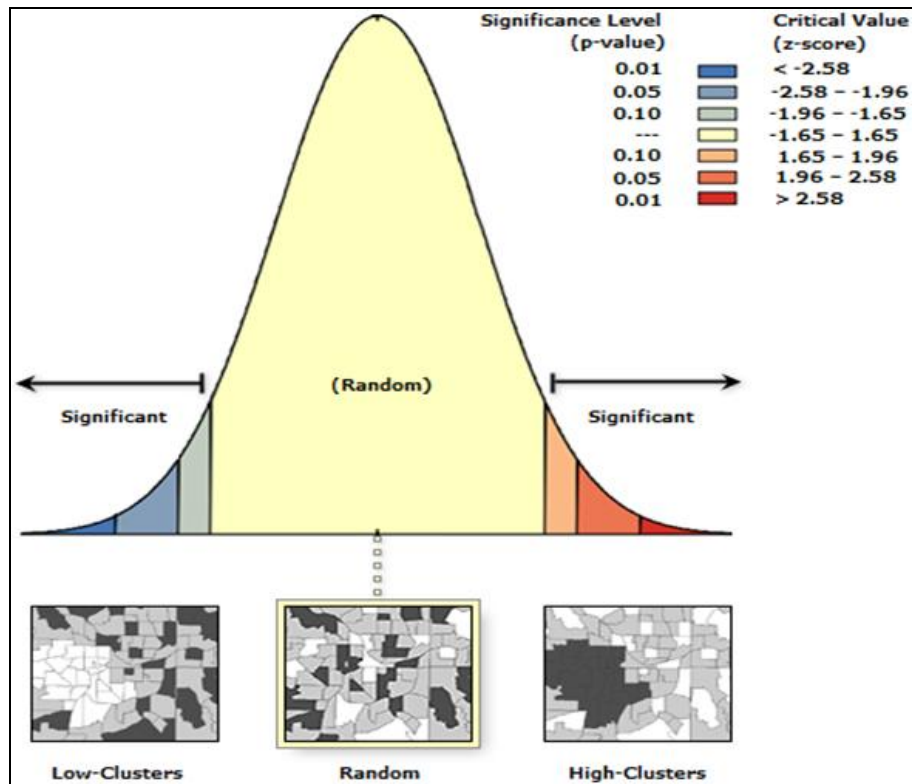 Significance Level Critical Value
(p-value) (z-score)
0.01 < -2.58
0.05 -2.58 – -1.96
0.10 -1.96 – -1.65
--- -1.65 – 1.65
0.10 1.65 – 1.96
0.05 1.96 – 2.58
0.01 > 2.58
(Random)
Significant Significant
Low-Clusters Random High-Clusters